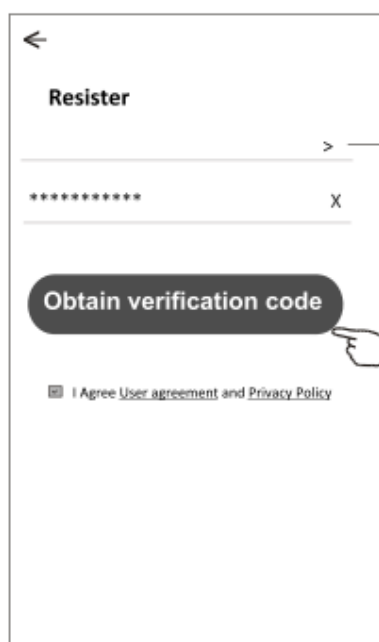 Resister
>
*********** X
Obtain verification code
I Agree User agreement and Privacy Policy